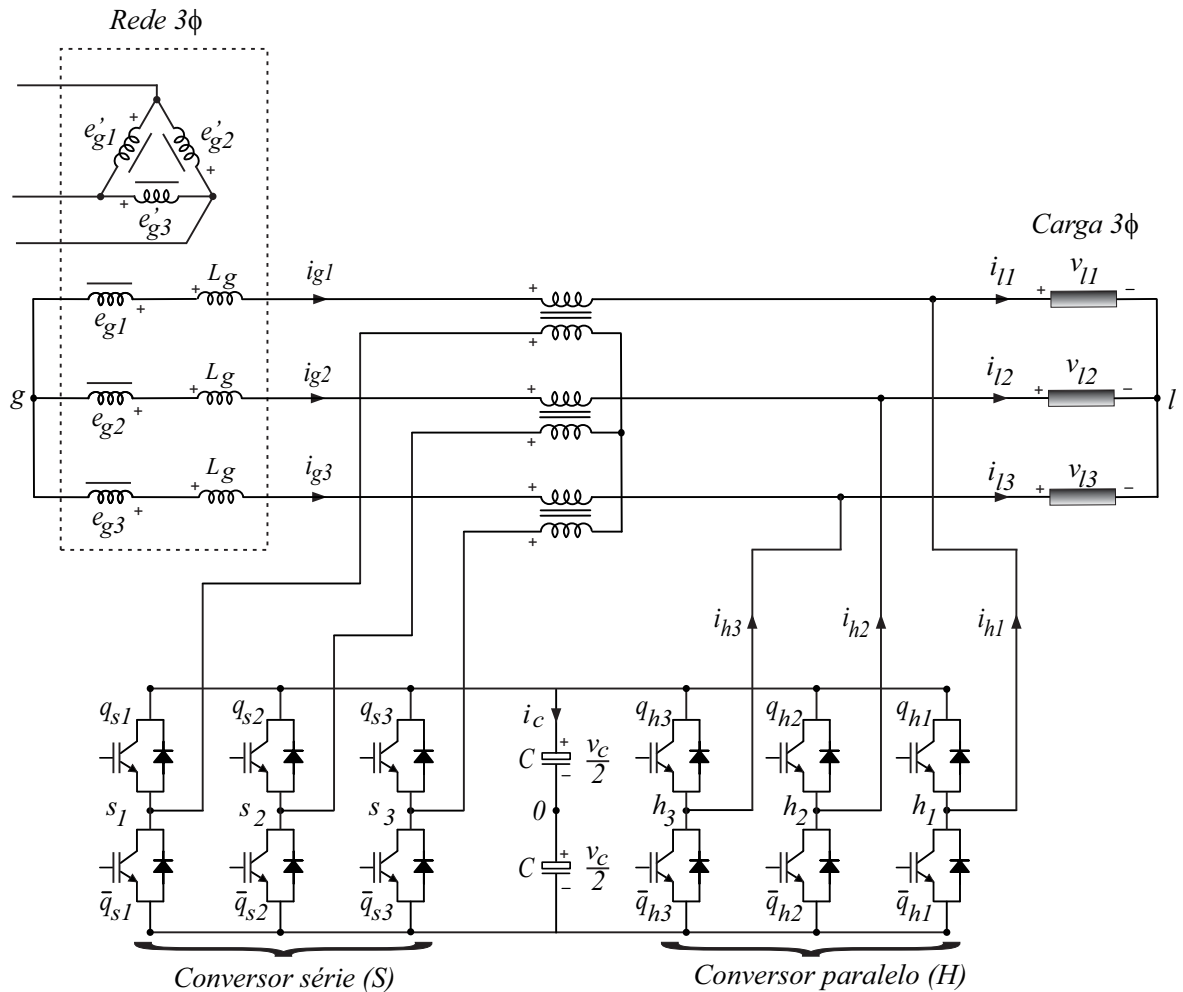 Rede 3ϕ
e'g1
e'g2
e'g3
Carga 3ϕ
Lg
ig1
il1
vl1
eg1
Lg
ig2
il2
vl2
g
l
eg2
Lg
ig3
il3
vl3
eg3
ih3
ih2
ih1
qs1
qs2
qs3
ic
qh3
qh2
qh1
C
vc
2
s1
s2
s3
0
h3
h2
h1
C
vc
2
q̄s1
q̄s2
q̄s3
q̄h3
q̄h2
q̄h1
Conversor série (S)
Conversor paralelo (H)